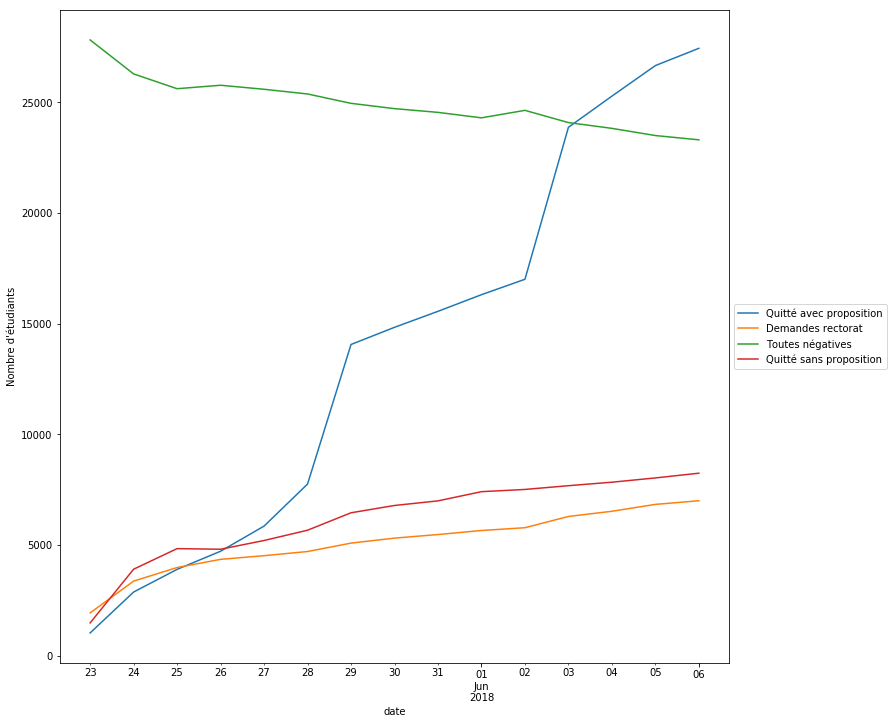 25000
20000
15000
10000
5000
0
Nombre d'étudiants
23 24 25 26 27 28 29 30 31 01 02 03 04 05 06
Jun
2018
date
Quitté avec proposition
Demandes rectorat
Toutes négatives
Quitté sans proposition